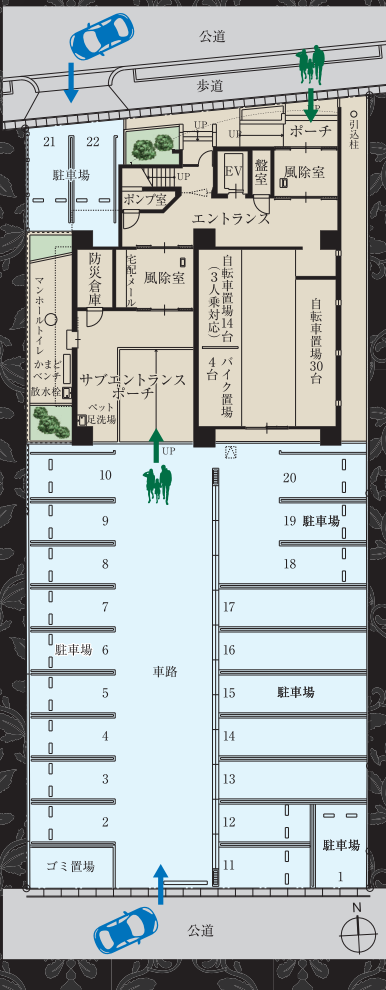 公道
歩道
UP
ポーチ
引込柱
21
22
駐車場
UP
UP
UP
EV
盤室
風除室
ポンプ室
エントランス
防災倉庫
宅配メール
風除室
自転車置場14台
(3人乗対応)
バイク置場
4台
自転車置場30台
マンホールトイレ
かまど
ベンチ
散水栓
サブエントランス
ポーチ
ペット
足洗場
UP
10
20
9
19
駐車場
8
18
7
17
駐車場
6
16
車路
5
15
駐車場
4
14
3
13
2
12
ゴミ置場
11
駐車場
1
公道
N